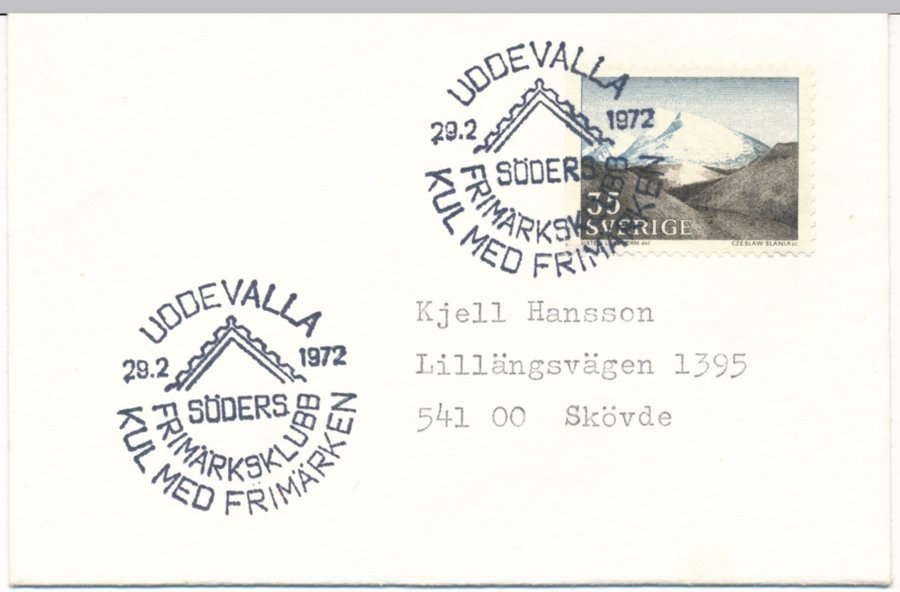 UDDEVALLA
29.2 1972
SÖDERS
FRIMÄRKSKLUBB
KUL MED FRIMÄRKEN
35
SVERIGE
CZESLAW SLANIA sc
Kjell Hansson
Lillängsvägen 1395
541 00 Skövde
UDDEVALLA
29.2 1972
SÖDERS
FRIMÄRKSKLUBB
KUL MED FRIMÄRKEN